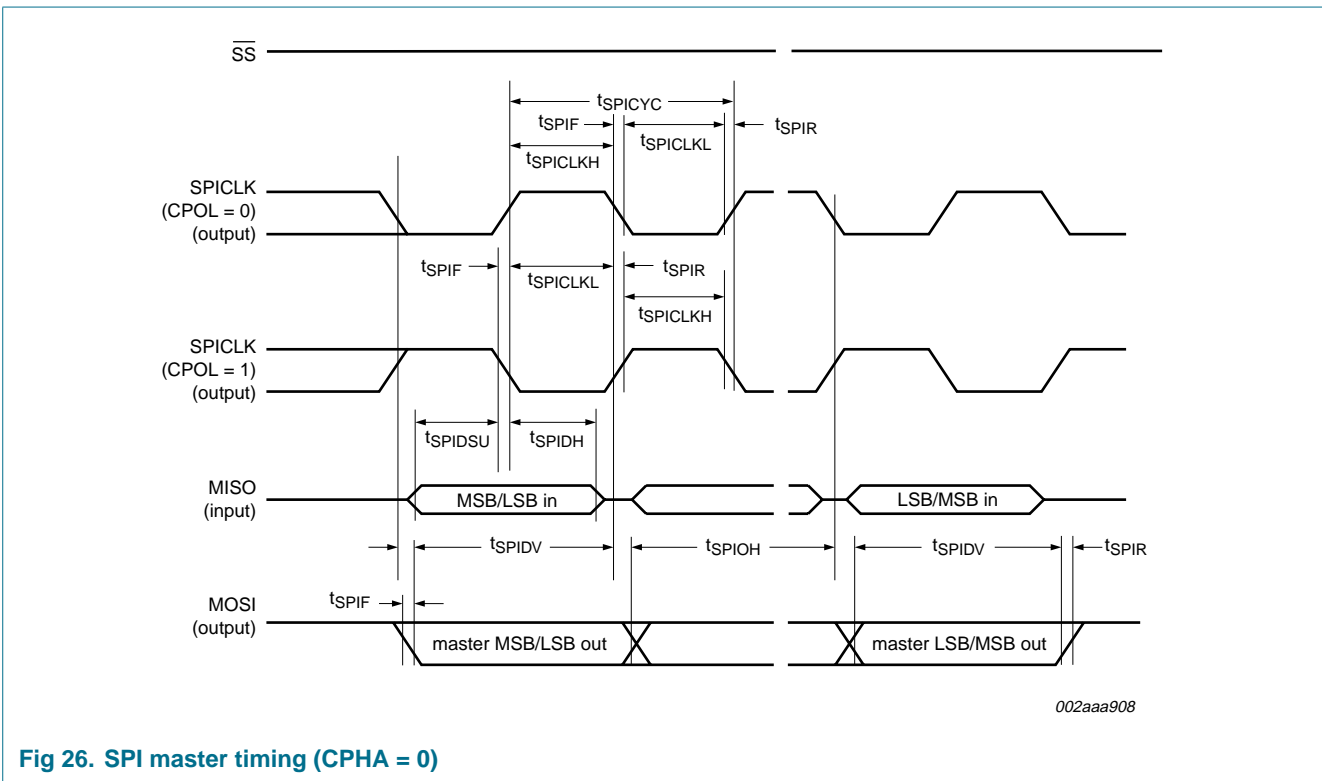 SS
tSPICYC
tSPIF
tSPICLKL
tSPIR
tSPICLKH
SPICLK
(CPOL = 0)
(output)
tSPIF
tSPICLKL
tSPIR
tSPICLKH
SPICLK
(CPOL = 1)
(output)
tSPIDSU
tSPIDH
MISO
(input)
MSB/LSB in
LSB/MSB in
tSPIDV
tSPIOH
tSPIDV
tSPIR
tSPIF
MOSI
(output)
master MSB/LSB out
master LSB/MSB out
002aaa908
Fig 26. SPI master timing (CPHA = 0)